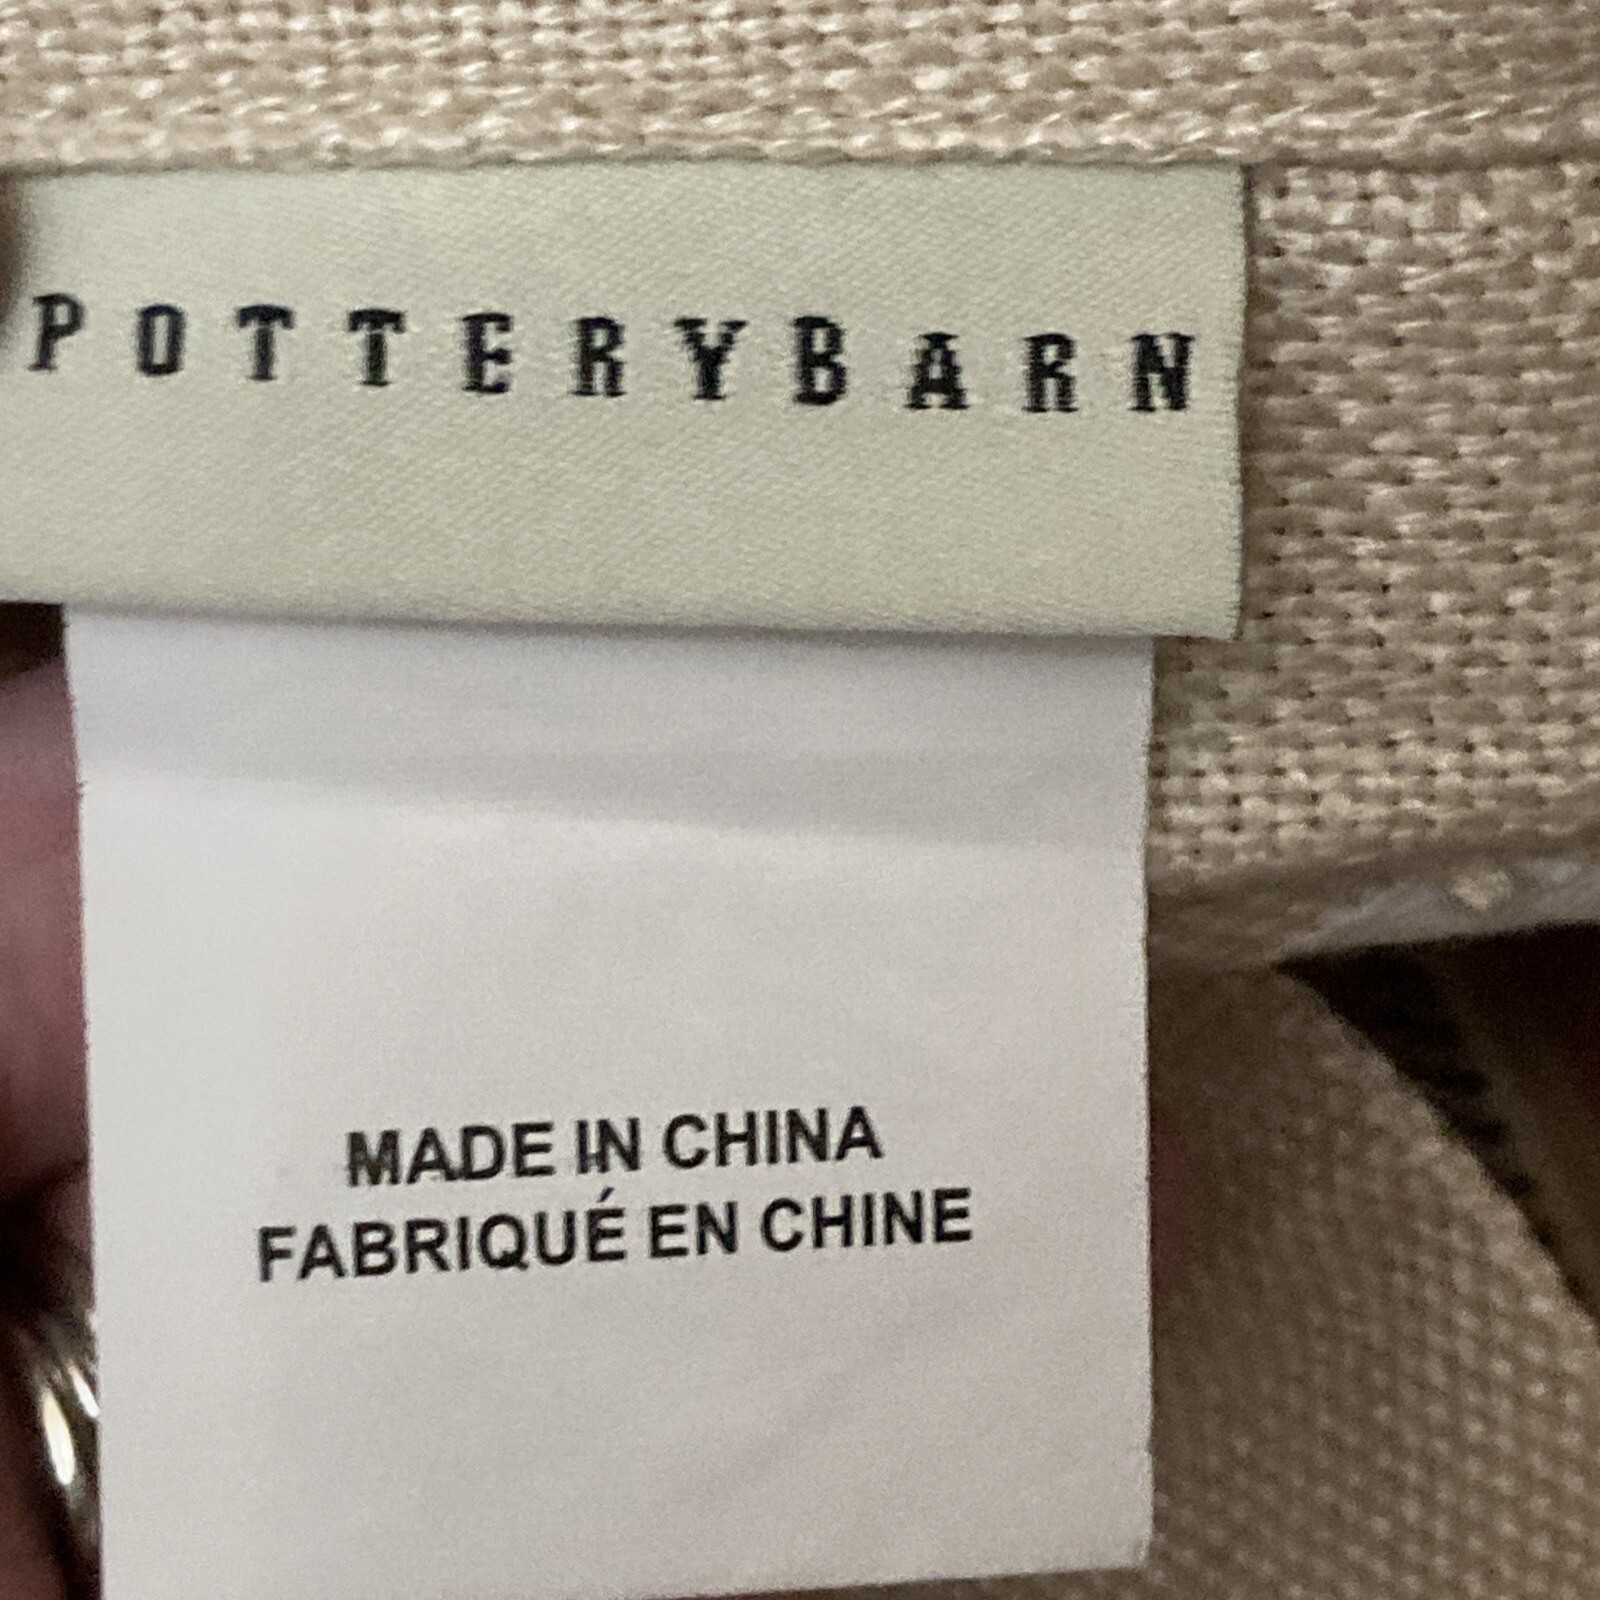 POTTERYBARN
MADE IN CHINA
FABRIQUÉ EN CHINE